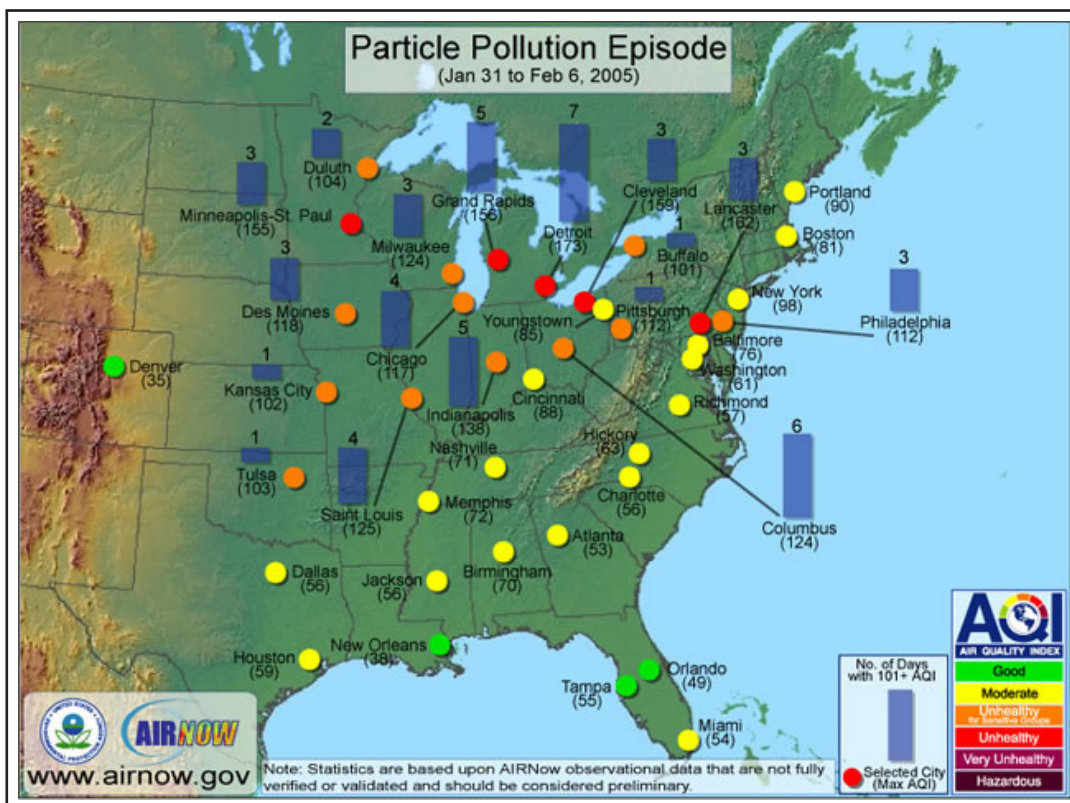 Particle Pollution Episode
(Jan 31 to Feb 6, 2005)
2
Duluth
(104)
3
Minneapolis-St. Paul
(155)
3
Milwaukee
(124)
5
Grand Rapids
(156)
7
Detroit
(173)
3
Cleveland
(159)
3
Lancaster
(162)
1
Buffalo
(101)
Portland
(90)
Boston
(81)
New York
(98)
3
Philadelphia
(112)
3
Des Moines
(118)
4
Chicago
(117)
Youngstown
(85)
1
Pittsburgh
(112)
Baltimore
(76)
Washington
(61)
Richmond
(57)
Denver
(35)
1
Kansas City
(102)
5
Indianapolis
(138)
Cincinnati
(88)
1
Tulsa
(103)
4
Saint Louis
(125)
Nashville
(71)
Hickory
(63)
Charlotte
(56)
6
Columbus
(124)
Memphis
(72)
Atlanta
(53)
Birmingham
(70)
Dallas
(56)
Jackson
(56)
New Orleans
(38)
Houston
(59)
Orlando
(49)
Tampa
(55)
Miami
(54)
AIRNOW
www.airnow.gov
Note: Statistics are based upon AIRNow observational data that are not fully
verified or validated and should be considered preliminary.
No. of Days
with 101+ AQI
Selected City
(Max AQI)
AQI
AIR QUALITY INDEX
Good
Moderate
Unhealthy
for Sensitive Groups
Unhealthy
Very Unhealthy
Hazardous